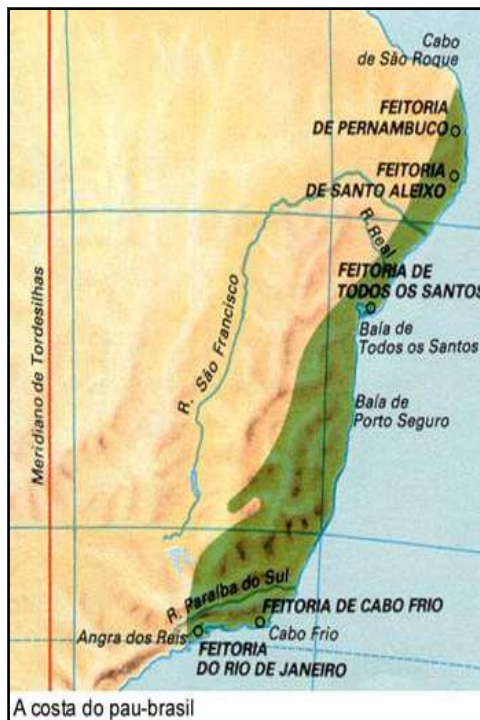 Cabo
de São Roque
FEITORIA
DE PERNAMBUCO
FEITORIA
DE SANTO ALEIXO
R. Real
FEITORIA DE
TODOS OS SANTOS
Baía de
Todos os Santos
Meridiano de Tordesilhas
R. São Francisco
Baía de
Porto Seguro
R. Paraíba do Sul
FEITORIA DE CABO FRIO
Angra dos Reis
Cabo Frio
FEITORIA
DO RIO DE JANEIRO
A costa do pau-brasil